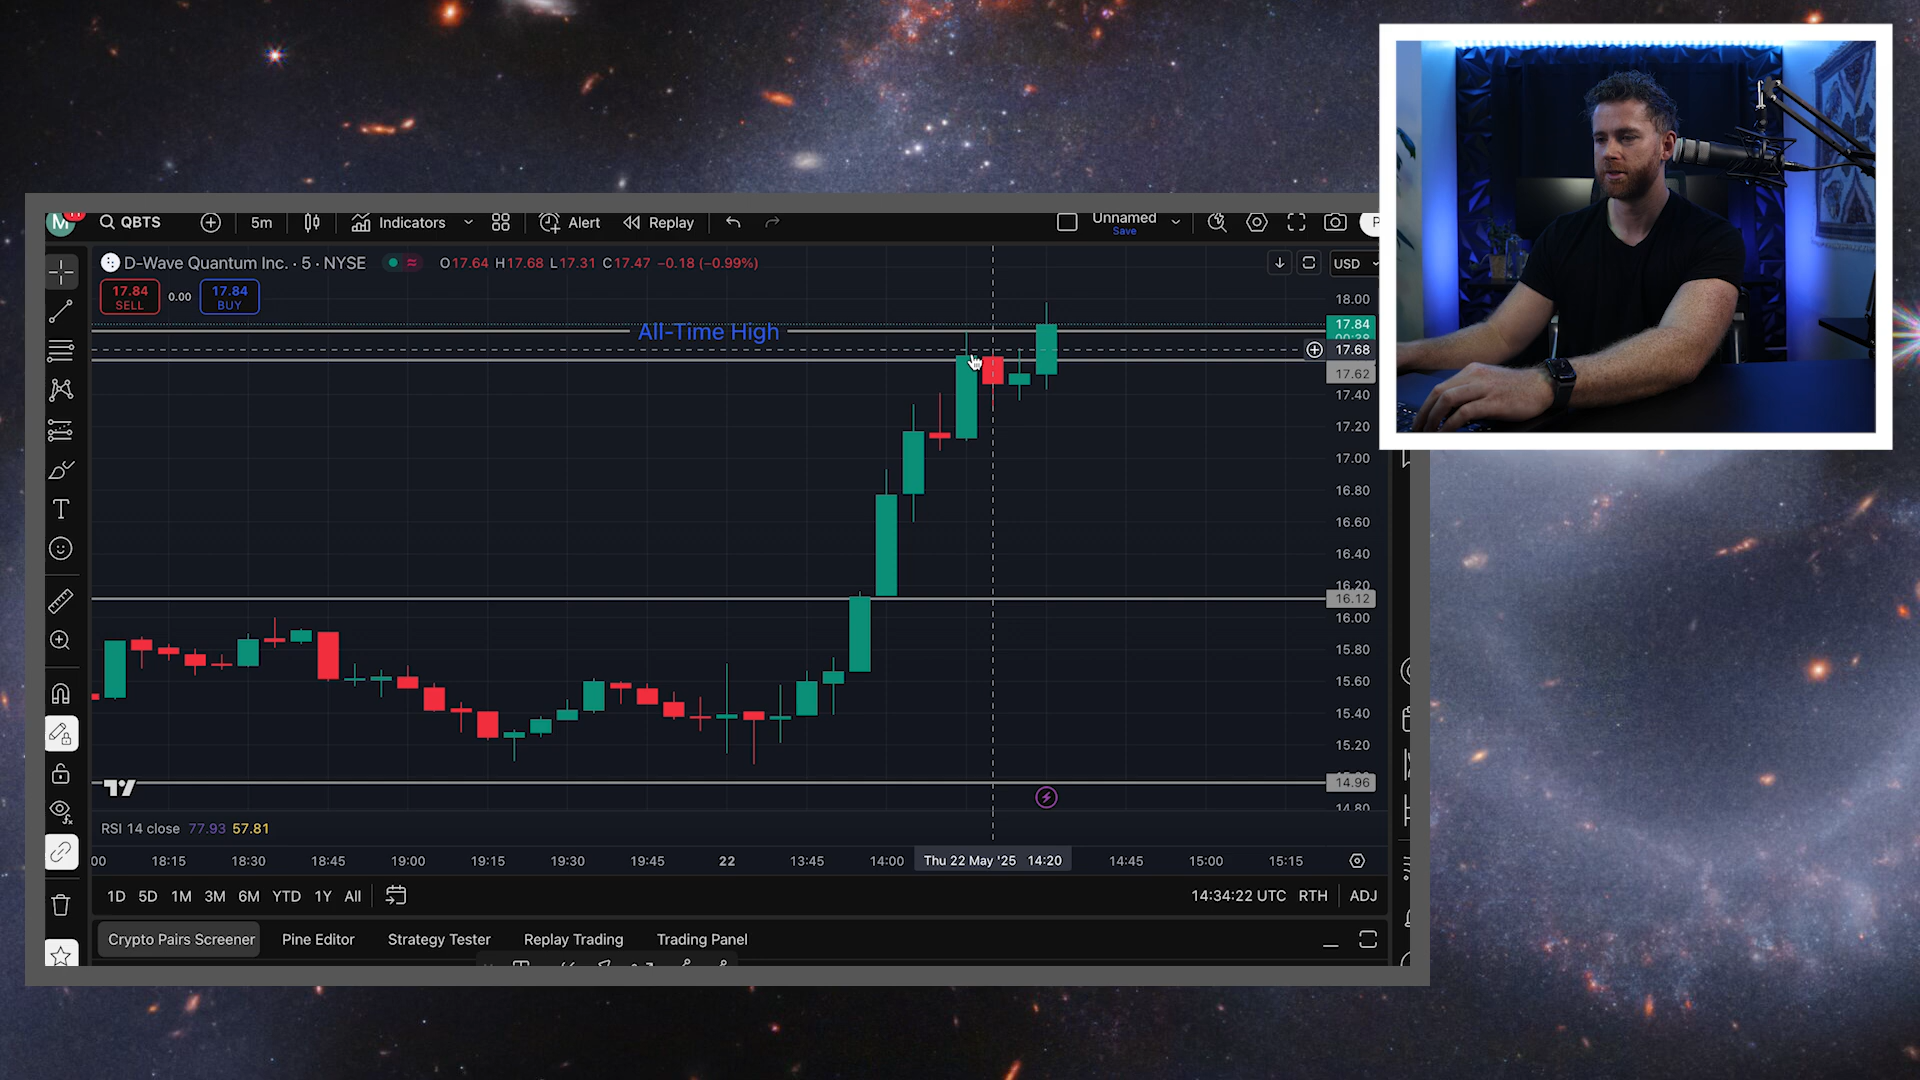 M 11 QBTS 5m Indicators Alert Replay Unnamed
Save
D-Wave Quantum Inc. · 5 · NYSE O17.64 H17.68 L17.31 C17.47 −0.18 (−0.99%) USD
17.84 0.00 17.84
SELL BUY
18.00
All-Time High
17.84
00:38
17.68
17.62
17.40
17.20
17.00
16.80
16.60
16.40
16.20
16.12
16.00
15.80
15.60
15.40
15.20
14.96
14.80
RSI 14 close 77.93 57.81
:00 18:15 18:30 18:45 19:00 19:15 19:30 19:45 22 13:45 14:00 Thu 22 May '25 14:20 14:45 15:00 15:15
1D 5D 1M 3M 6M YTD 1Y All 14:34:22 UTC RTH ADJ
Crypto Pairs Screener Pine Editor Strategy Tester Replay Trading Trading Panel